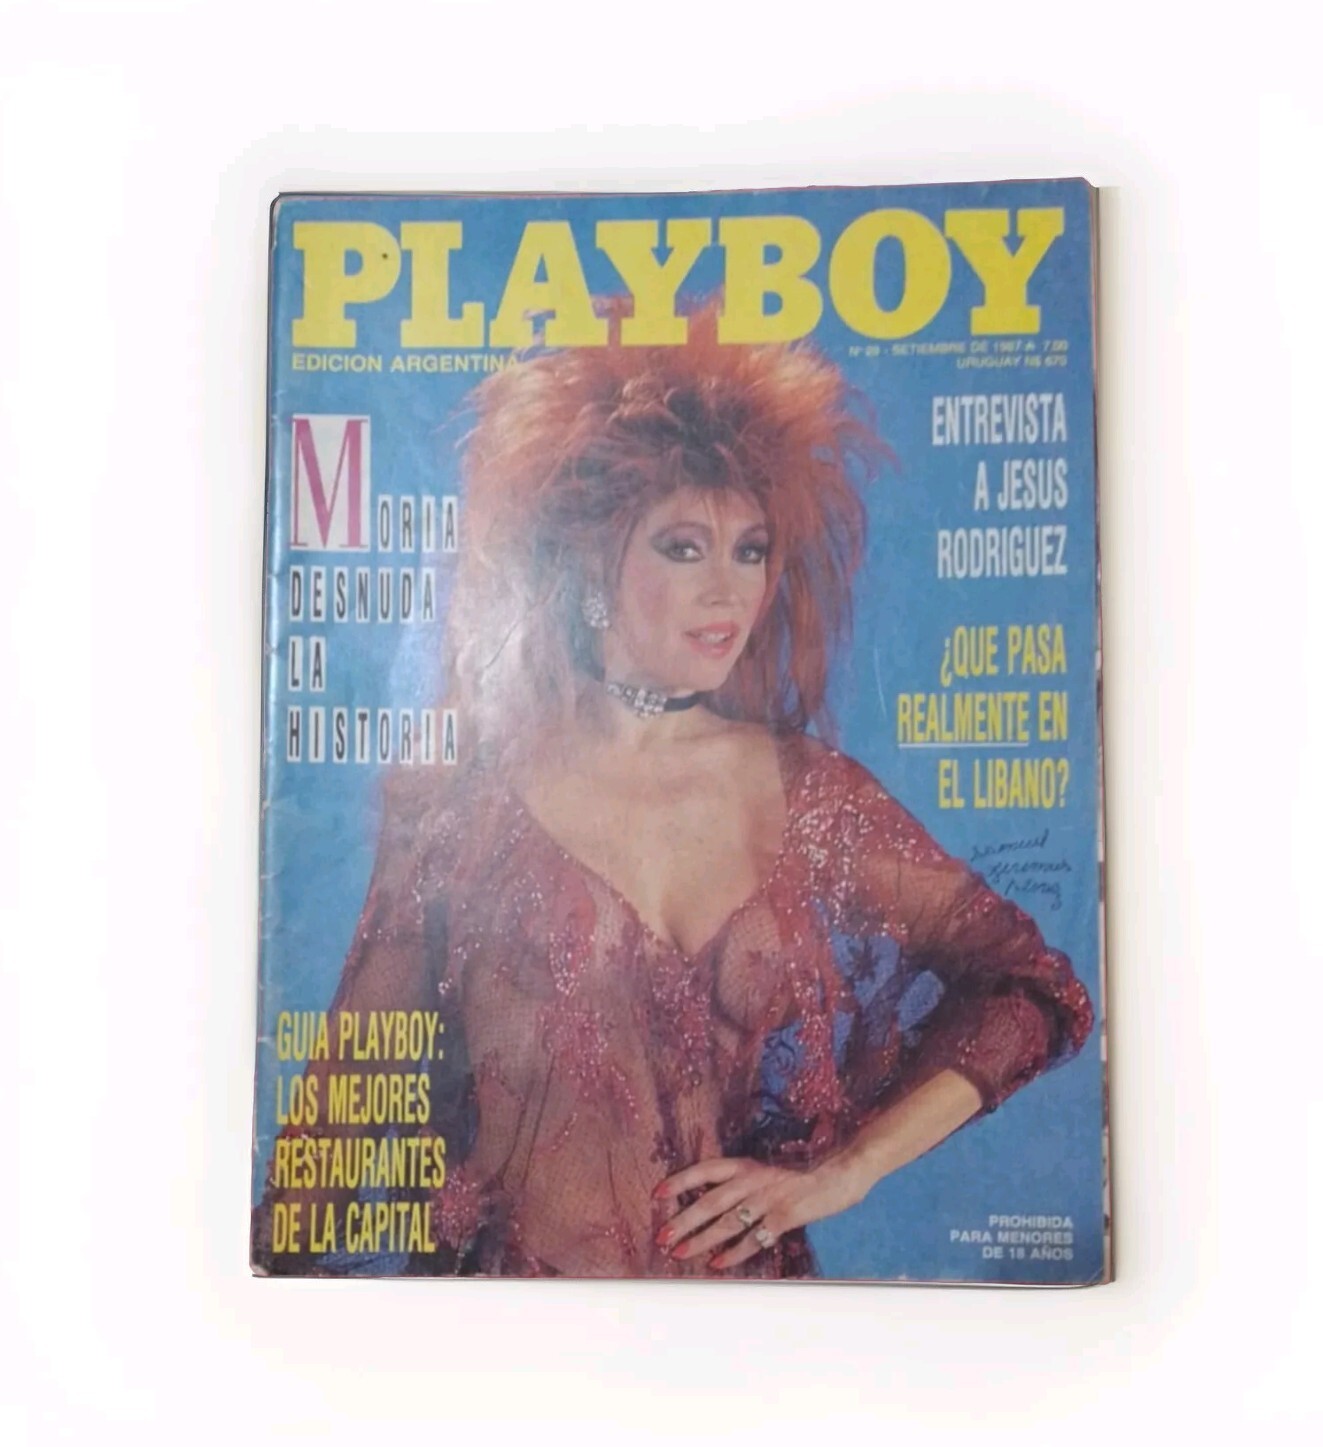 PLAYBOY
EDICION ARGENTINA
Nº 29 - SETIEMBRE DE 1987 A 7.00
URUGUAY N$ 675
MORIA
DESNUDA
LA
HISTORIA
ENTREVISTA
A JESUS
RODRIGUEZ
¿QUE PASA
REALMENTE EN
EL LIBANO?
GUIA PLAYBOY:
LOS MEJORES
RESTAURANTES
DE LA CAPITAL
PROHIBIDA
PARA MENORES
DE 18 AÑOS